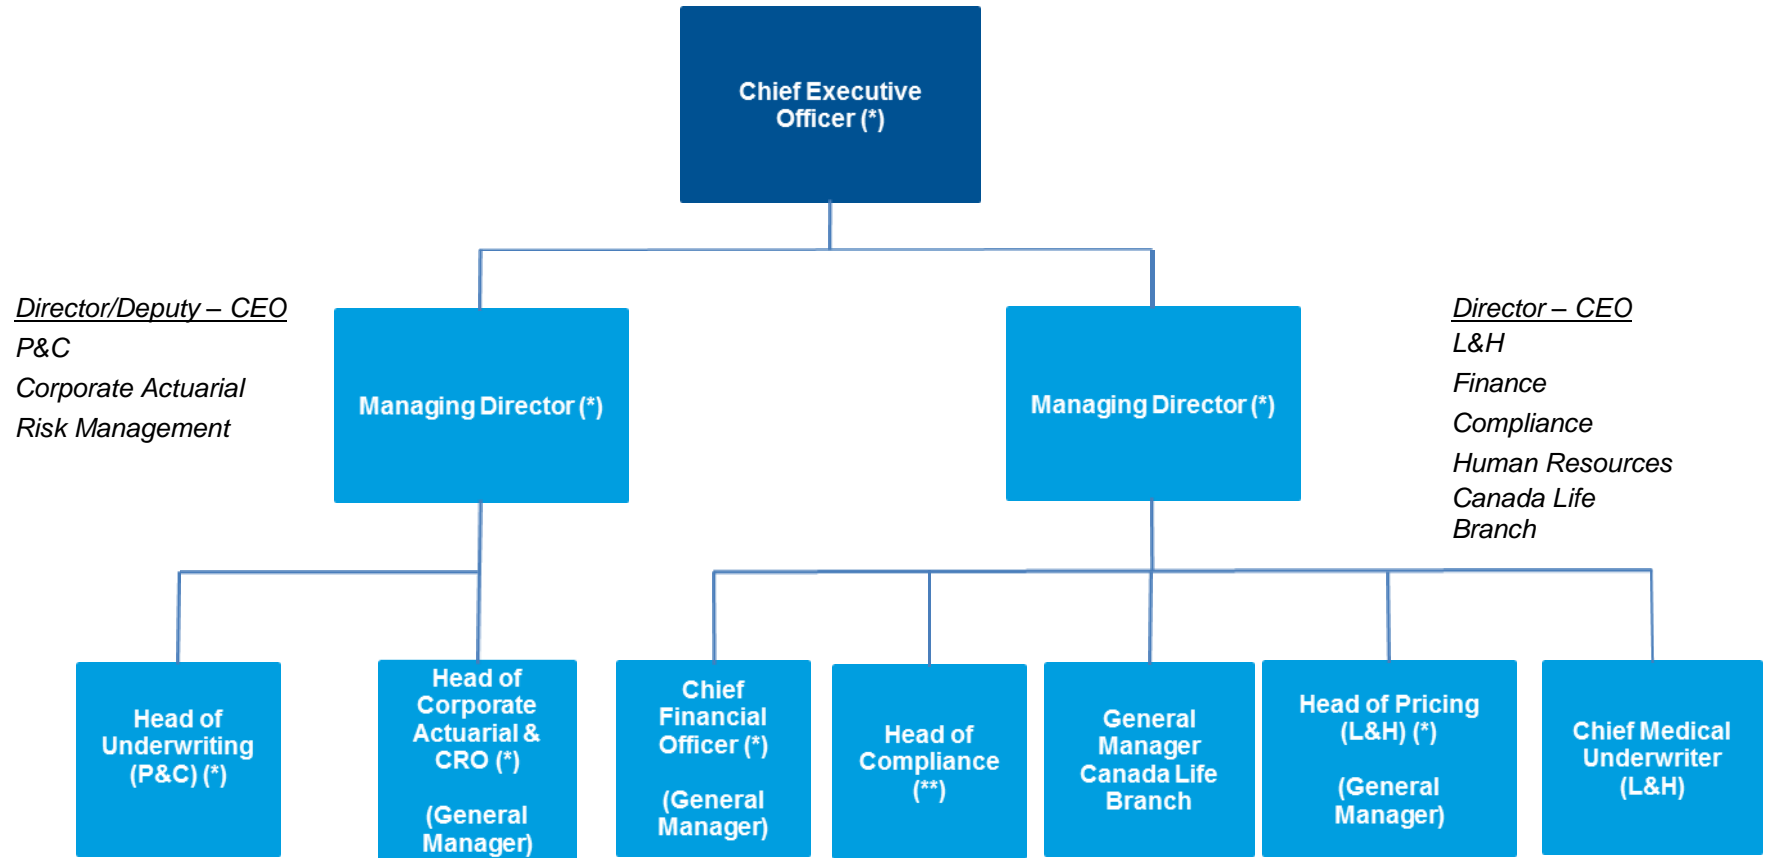 Chief Executive
Officer (*)
Director/Deputy – CEO
P&C
Corporate Actuarial
Risk Management
Managing Director (*)
Managing Director (*)
Director – CEO
L&H
Finance
Compliance
Human Resources
Canada Life
Branch
Head of
Underwriting
(P&C) (*)
Head of
Corporate
Actuarial &
CRO (*)
(General
Manager)
Chief
Financial
Officer (*)
(General
Manager)
Head of
Compliance
(**)
General
Manager
Canada Life
Branch
Head of Pricing
(L&H) (*)
(General
Manager)
Chief Medical
Underwriter
(L&H)